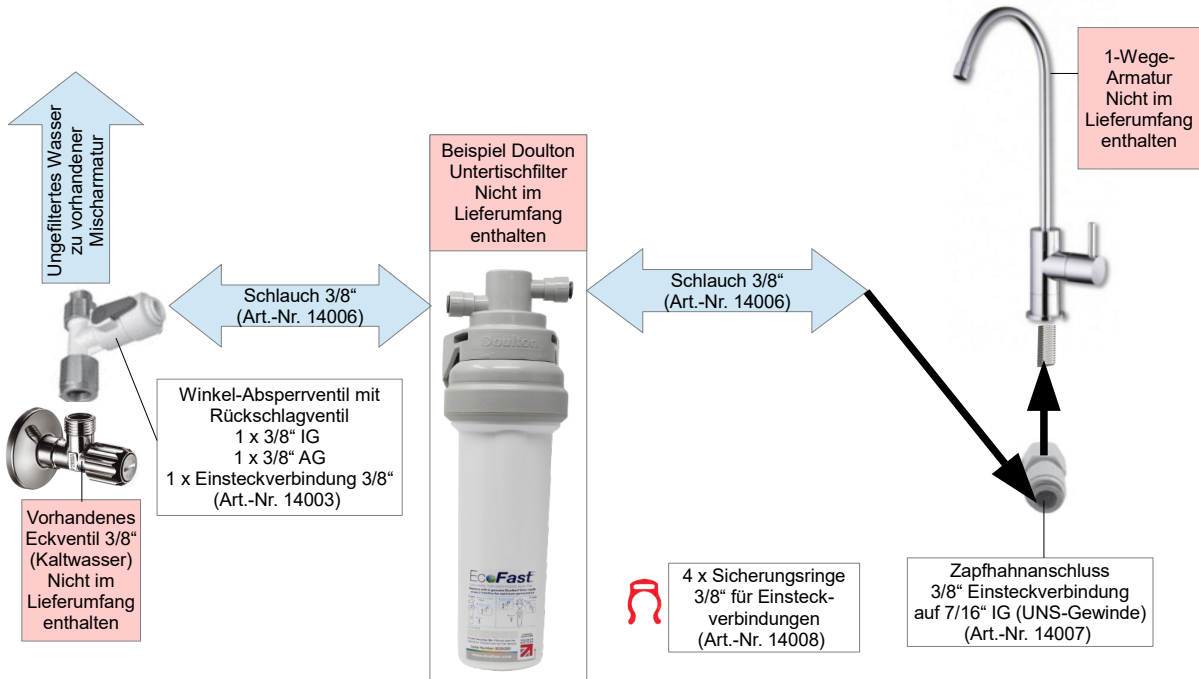 Ungefiltertes Wasser
zu vorhandener
Mischarmatur
1-Wege-
Armatur
Nicht im
Lieferumfang
enthalten
Beispiel Doulton
Untertischfilter
Nicht im
Lieferumfang
enthalten
Schlauch 3/8“
(Art.-Nr. 14006)
Schlauch 3/8“
(Art.-Nr. 14006)
Doulton
Winkel-Absperrventil mit
Rückschlagventil
1 x 3/8“ IG
1 x 3/8“ AG
1 x Einsteckverbindung 3/8“
(Art.-Nr. 14003)
Vorhandenes
Eckventil 3/8“
(Kaltwasser)
Nicht im
Lieferumfang
enthalten
EcoFast
4 x Sicherungsringe
3/8“ für Einsteck-
verbindungen
(Art.-Nr. 14008)
Zapfhahnanschluss
3/8“ Einsteckverbindung
auf 7/16“ IG (UNS-Gewinde)
(Art.-Nr. 14007)